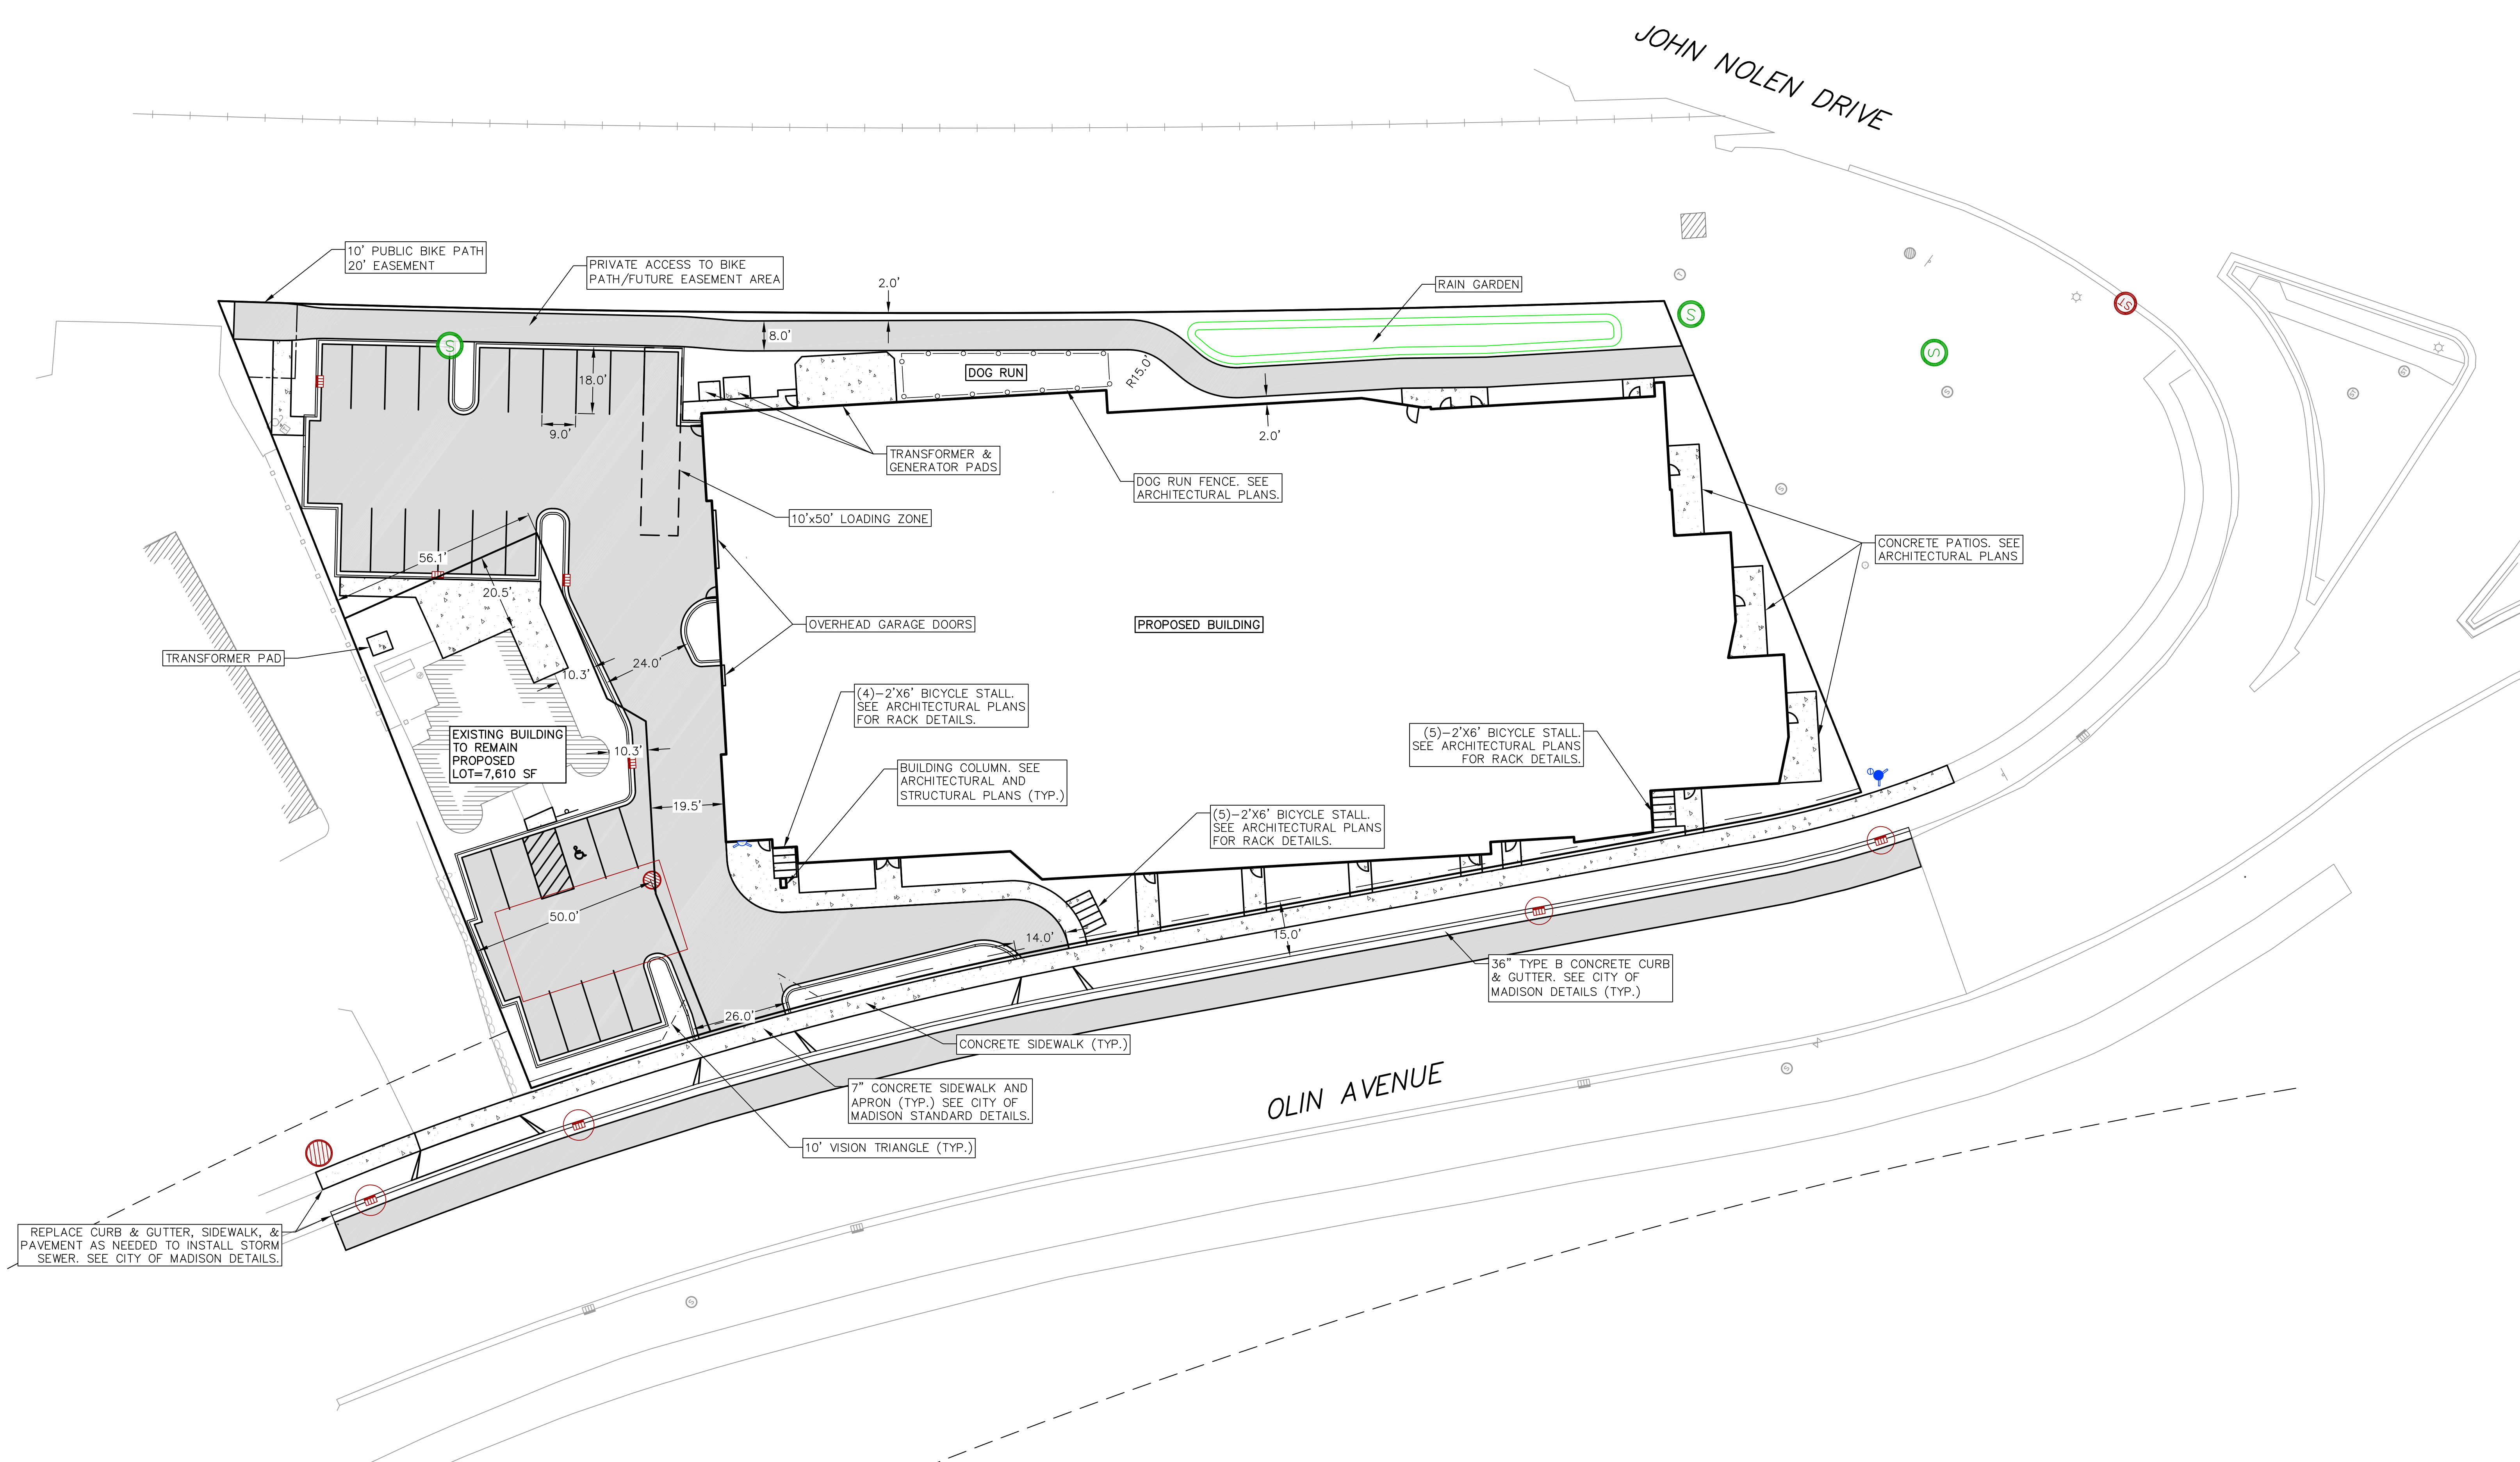 JOHN NOLEN DRIVE
10' PUBLIC BIKE PATH
20' EASEMENT
PRIVATE ACCESS TO BIKE
PATH/FUTURE EASEMENT AREA
2.0'
RAIN GARDEN
S
S
S
ST
8.0'
18.0'
9.0'
DOG RUN
R15.0'
2.0'
TRANSFORMER &
GENERATOR PADS
DOG RUN FENCE. SEE
ARCHITECTURAL PLANS.
10'x50' LOADING ZONE
CONCRETE PATIOS. SEE
ARCHITECTURAL PLANS
56.1'
20.5'
OVERHEAD GARAGE DOORS
PROPOSED BUILDING
TRANSFORMER PAD
10.3'
24.0'
(4)-2'X6' BICYCLE STALL.
SEE ARCHITECTURAL PLANS
FOR RACK DETAILS.
EXISTING BUILDING
TO REMAIN
PROPOSED
LOT=7,610 SF
10.3'
(5)-2'X6' BICYCLE STALL.
SEE ARCHITECTURAL PLANS
FOR RACK DETAILS.
BUILDING COLUMN. SEE
ARCHITECTURAL AND
STRUCTURAL PLANS (TYP.)
19.5'
(5)-2'X6' BICYCLE STALL.
SEE ARCHITECTURAL PLANS
FOR RACK DETAILS.
50.0'
14.0'
15.0'
36" TYPE B CONCRETE CURB
& GUTTER. SEE CITY OF
MADISON DETAILS (TYP.)
26.0'
CONCRETE SIDEWALK (TYP.)
7" CONCRETE SIDEWALK AND
APRON (TYP.) SEE CITY OF
MADISON STANDARD DETAILS.
OLIN AVENUE
10' VISION TRIANGLE (TYP.)
REPLACE CURB & GUTTER, SIDEWALK, &
PAVEMENT AS NEEDED TO INSTALL STORM
SEWER. SEE CITY OF MADISON DETAILS.